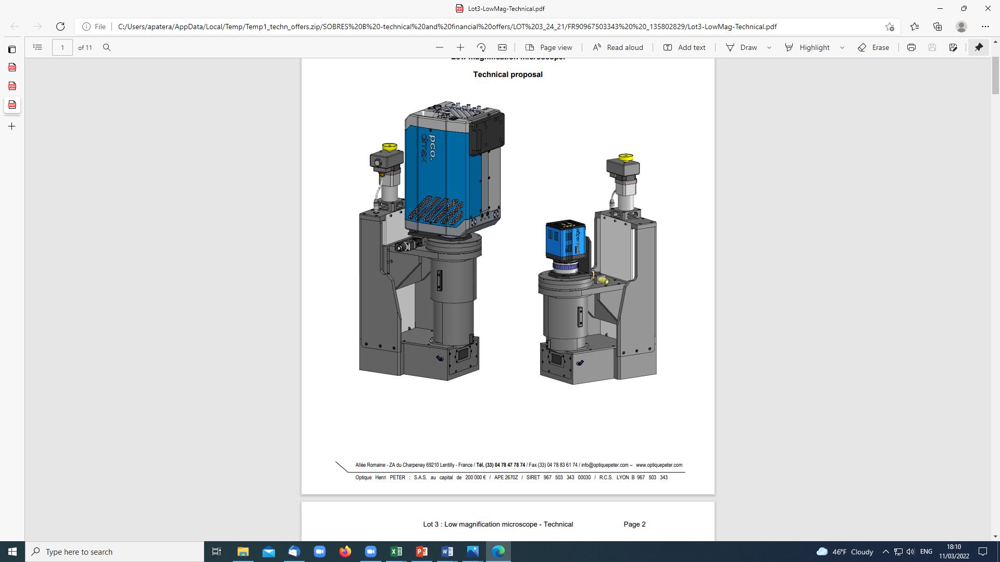 Lot3-LowMag-Technical.pdf
File
C:/Users/apatera/AppData/Local/Temp/Temp1_techn_offers.zip/SOBRES%20B%20-technical%20and%20financial%20offers/LOT%203_24_21/FR90967503343%20%20_135802829/Lot3-LowMag-Technical.pdf
1 of 11
Page view
Read aloud
Add text
Draw
Highlight
Erase
Low magnification microscope:
Technical proposal
pco.
dimax
Allée Romaine - ZA du Charpenay 69210 Lentilly - France / Tél. (33) 04 78 47 78 74 / Fax (33) 04 78 83 61 74 / info@optiquepeter.com – www.optiquepeter.com
Optique Henri PETER : S.A.S. au capital de 200 000 € / APE 2670Z / SIRET 967 503 343 00030 / R.C.S. LYON B 967 503 343
Lot 3 : Low magnification microscope - Technical Page 2
Type here to search
46°F Cloudy
ENG
18:10
11/03/2022